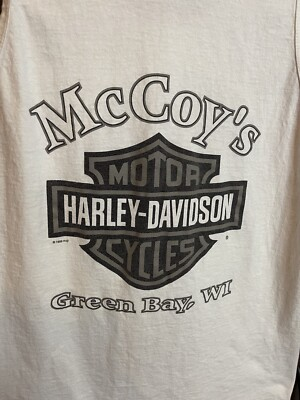 McCoy's
MOTOR
HARLEY-DAVIDSON
CYCLES
Green Bay, WI